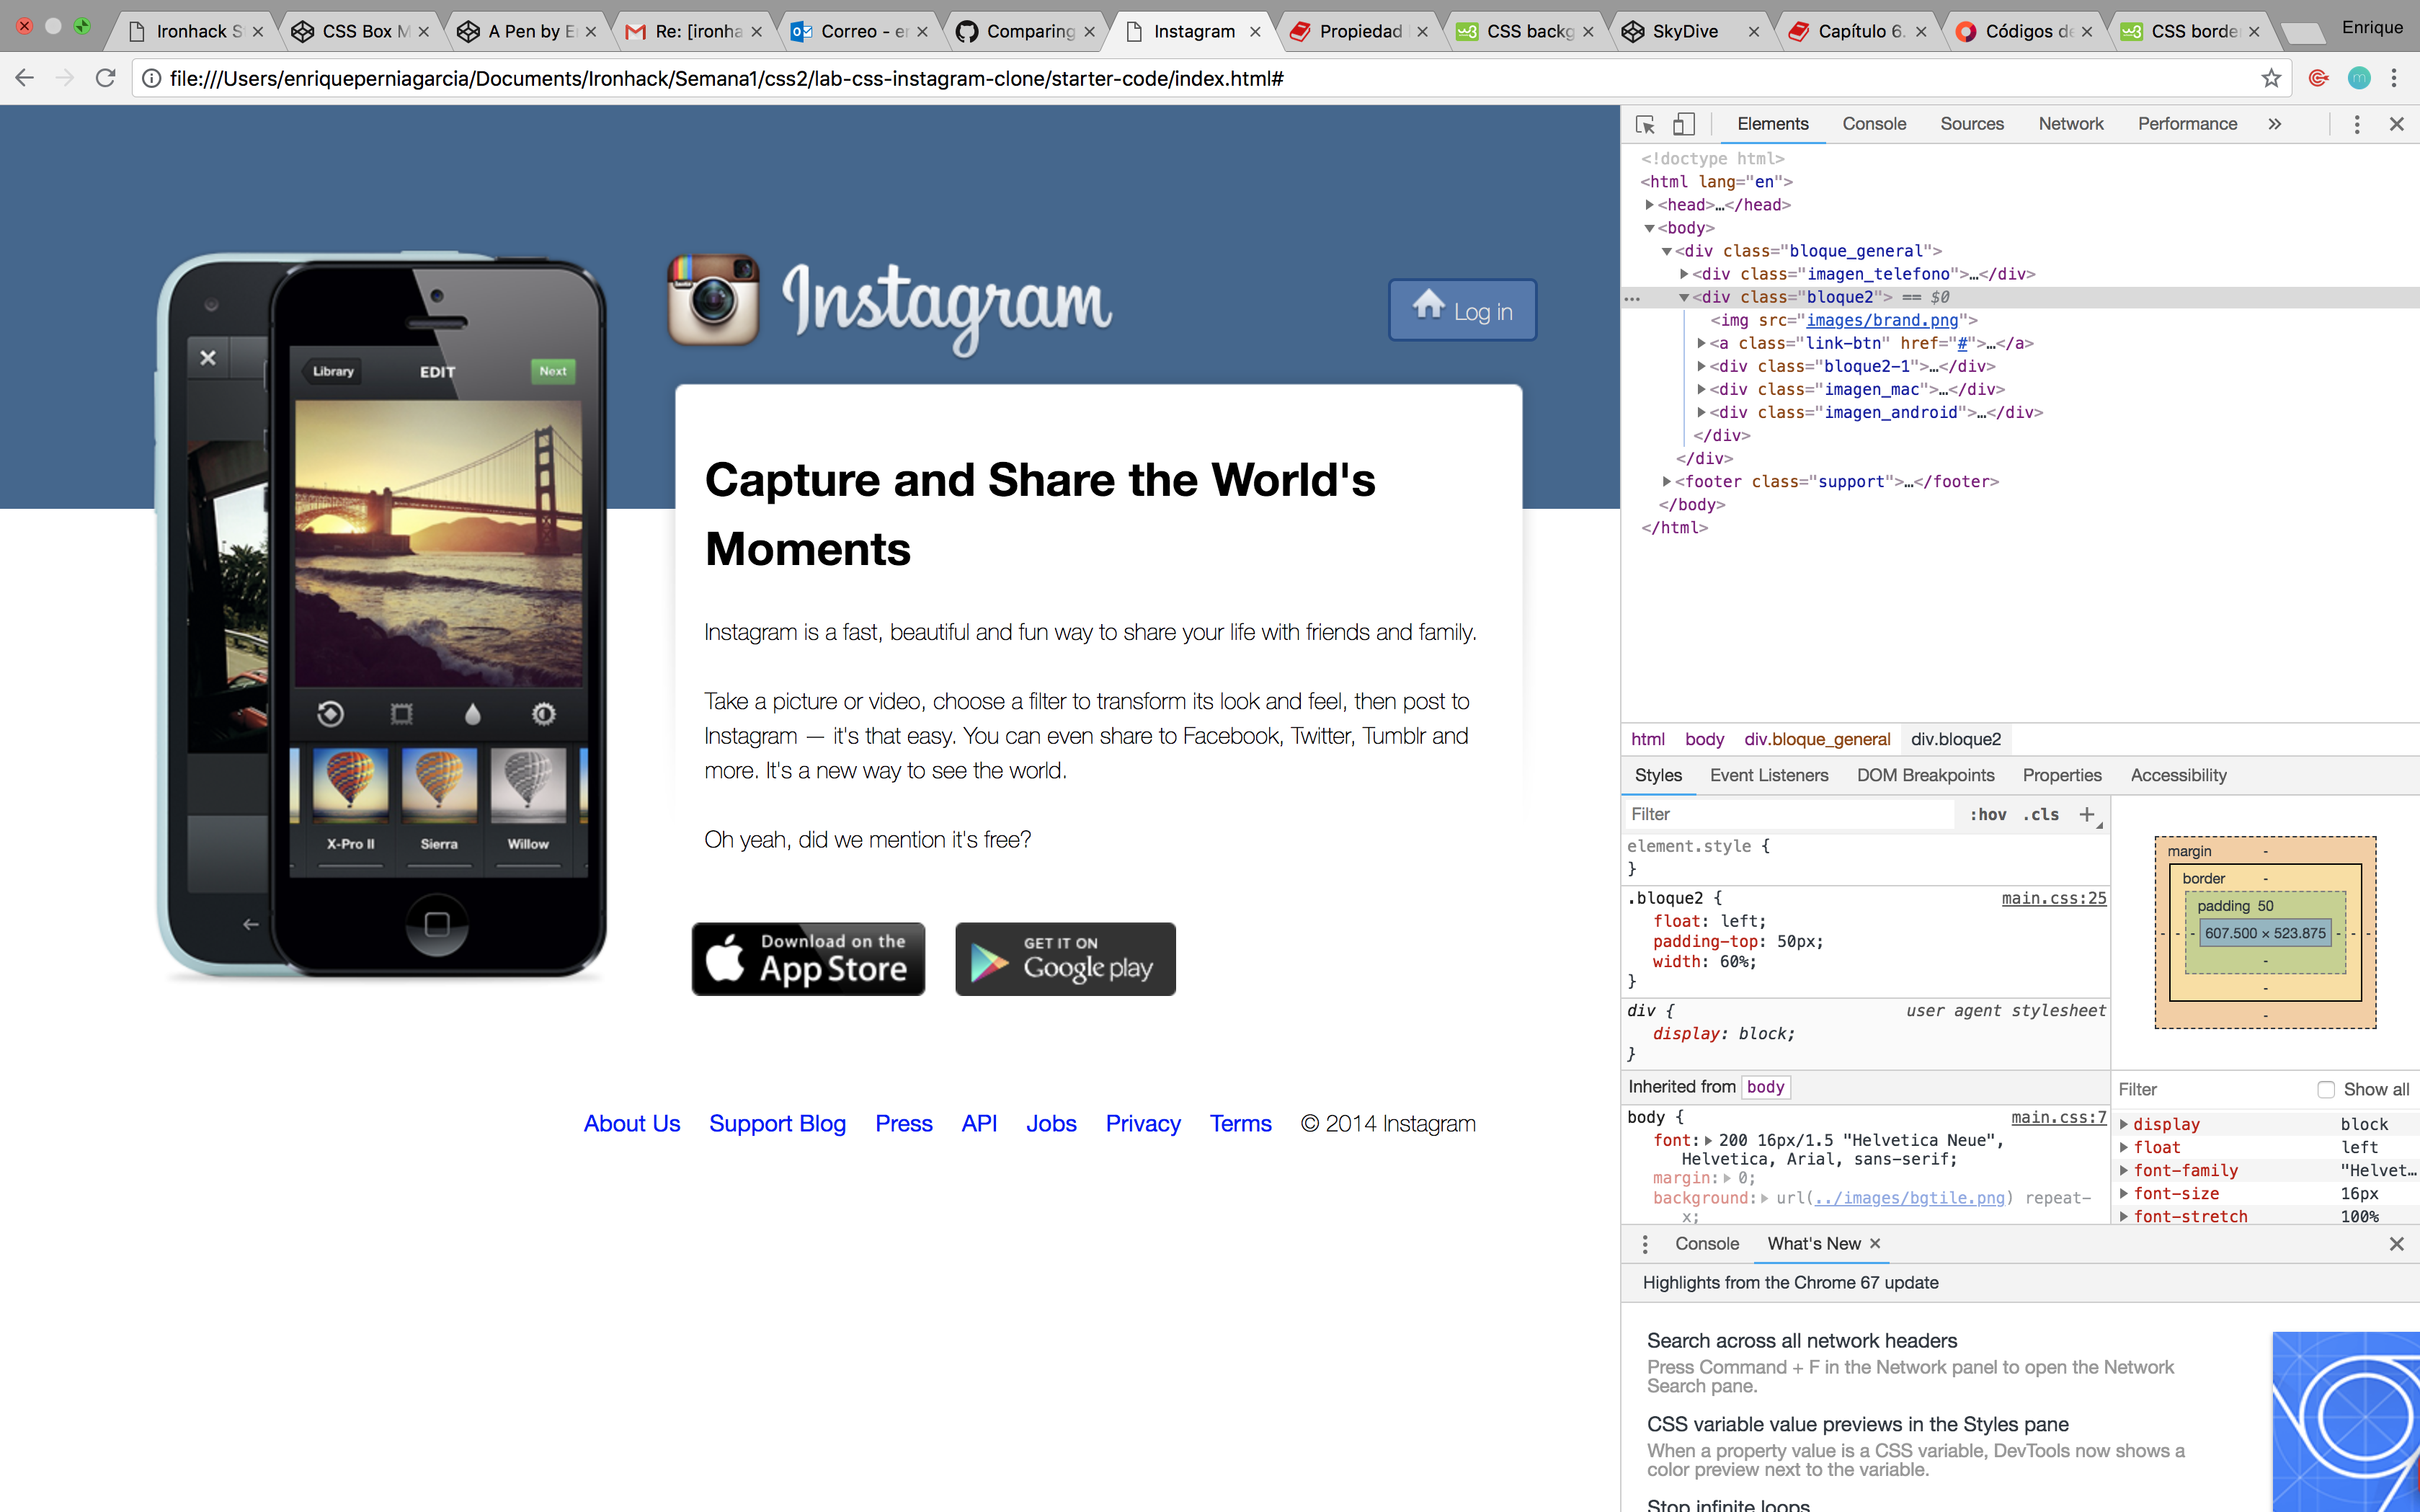 Ironhack S
CSS Box M
A Pen by E
Re: [ironha
Correo - e
Comparing
Instagram
Propiedad
CSS backg
SkyDive
Capítulo 6.
Códigos de
CSS borde
Enrique
file:///Users/enriqueperniagarcia/Documents/Ironhack/Semana1/css2/lab-css-instagram-clone/starter-code/index.html#
m
Instagram
Log in
Library
EDIT
Next
X-Pro II
Sierra
Willow
Capture and Share the World's
Moments
Instagram is a fast, beautiful and fun way to share your life with friends and family.
Take a picture or video, choose a filter to transform its look and feel, then post to
Instagram — it's that easy. You can even share to Facebook, Twitter, Tumblr and
more. It's a new way to see the world.
Oh yeah, did we mention it's free?
Download on the
App Store
GET IT ON
Google play
About Us Support Blog Press API Jobs Privacy Terms © 2014 Instagram
Elements Console Sources Network Performance »
<!doctype html>
<html lang="en">
<head>…</head>
<body>
<div class="bloque_general">
<div class="imagen_telefono">…</div>
… <div class="bloque2"> == $0
<img src="images/brand.png">
<a class="link-btn" href="#">…</a>
<div class="bloque2-1">…</div>
<div class="imagen_mac">…</div>
<div class="imagen_android">…</div>
</div>
</div>
<footer class="support">…</footer>
</body>
</html>
html body div.bloque_general div.bloque2
Styles Event Listeners DOM Breakpoints Properties Accessibility
Filter :hov .cls +
element.style {
}
.bloque2 { main.css:25
float: left;
padding-top: 50px;
width: 60%;
}
div { user agent stylesheet
display: block;
}
Inherited from body
body { main.css:7
font: 200 16px/1.5 "Helvetica Neue",
Helvetica, Arial, sans-serif;
margin: 0;
background: url(../images/bgtile.png) repeat-
x;
margin -
border -
padding 50
- - - 607.500 × 523.875 - - -
-
-
-
Filter Show all
display block
float left
font-family "Helvet…
font-size 16px
font-stretch 100%
Console What's New
Highlights from the Chrome 67 update
Search across all network headers
Press Command + F in the Network panel to open the Network
Search pane.
CSS variable value previews in the Styles pane
When a property value is a CSS variable, DevTools now shows a
color preview next to the variable.
Stop infinite loops